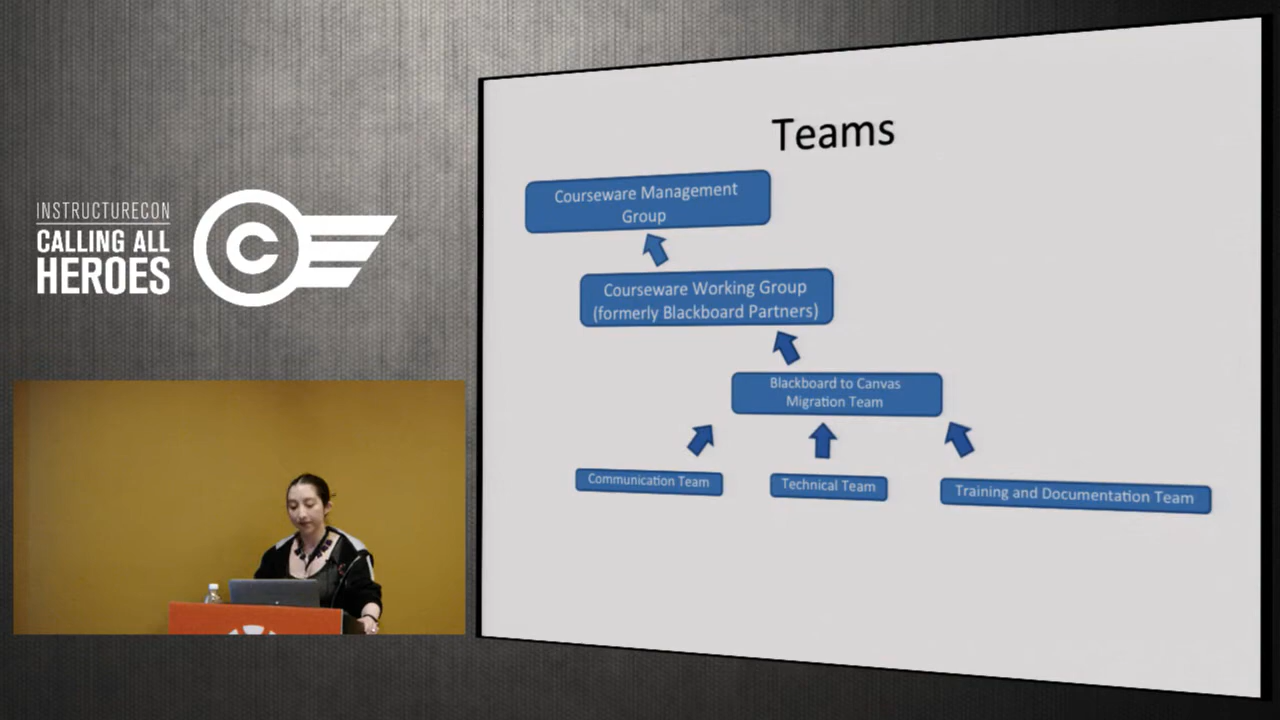 INSTRUCTURECON
CALLING ALL
HEROES
C
Teams
Courseware Management
Group
Courseware Working Group
(formerly Blackboard Partners)
Blackboard to Canvas
Migration Team
Communication Team
Technical Team
Training and Documentation Team